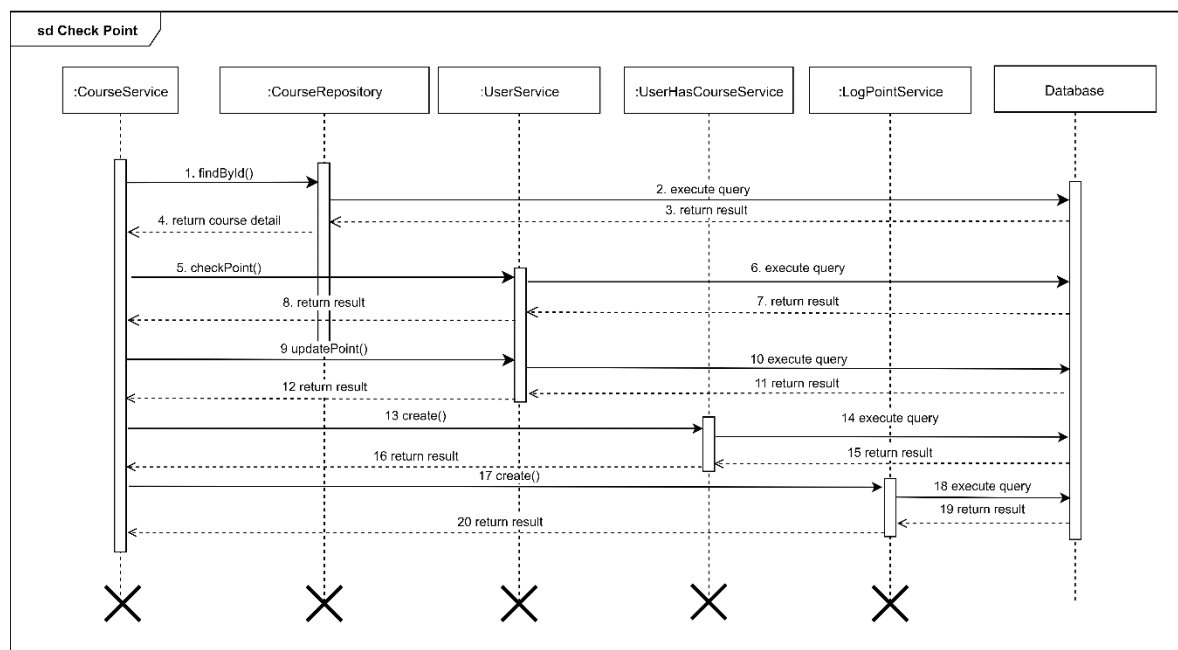 sd Check Point
:CourseService
:CourseRepository
:UserService
:UserHasCourseService
:LogPointService
Database
1. findById()
2. execute query
3. return result
4. return course detail
5. checkPoint()
6. execute query
7. return result
8. return result
9 updatePoint()
10 execute query
11 return result
12 return result
13 create()
14 execute query
15 return result
16 return result
17 create()
18 execute query
19 return result
20 return result